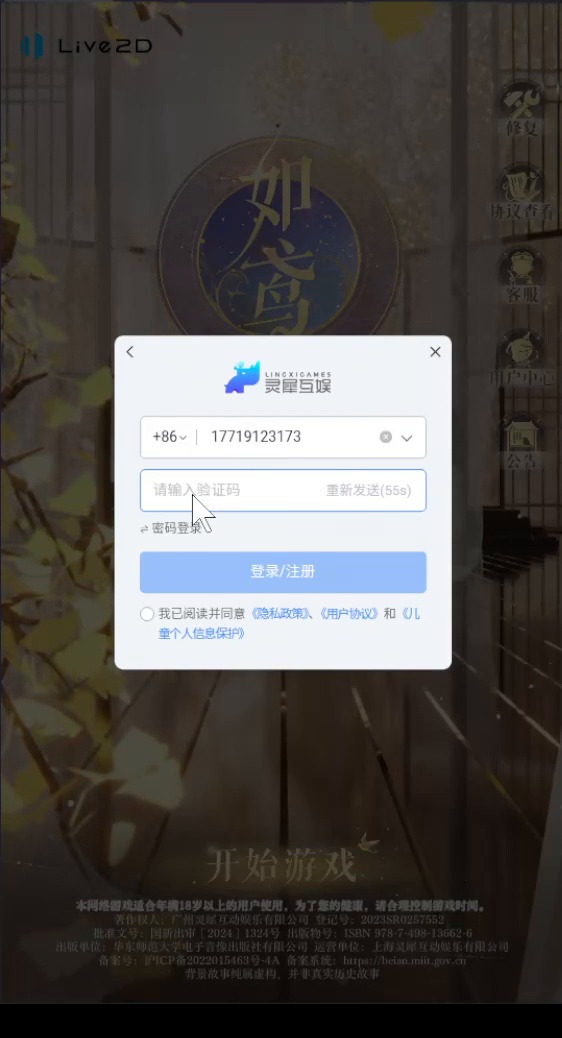 Live2D
修复
如鸢
协议查看
客服
LINGXIGAMES
灵犀互娱
用户中心
+86
17719123173
公告
请输入验证码
重新发送(55s)
密码登录
登录/注册
我已阅读并同意《隐私政策》、《用户协议》和《儿
童个人信息保护》
开始游戏
本网络游戏适合年满18岁以上的用户使用，为了您的健康，请合理控制游戏时间。
著作权人：广州灵犀互动娱乐有限公司 登记号：2023SR0257552
批准文号：国新出审［2024］1324号 出版物号：ISBN 978-7-498-13662-6
出版单位：华东师范大学电子音像出版社有限公司 运营单位：上海灵犀互动娱乐有限公司
备案号：沪ICP备2022015463号-4A 备案系统：https://beian.miit.gov.cn
背景故事纯属虚构，并非真实历史故事